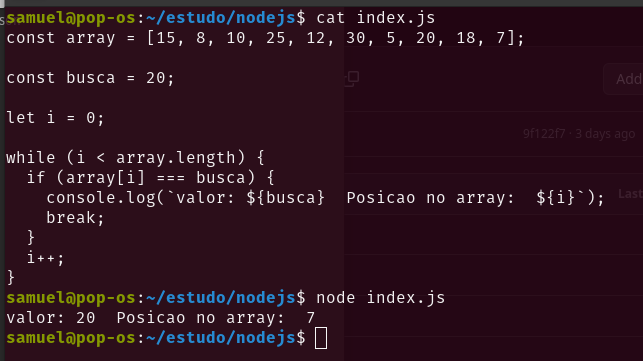 samuel@pop-os:~/estudo/nodejs$ cat index.js
const array = [15, 8, 10, 25, 12, 30, 5, 20, 18, 7];
const busca = 20;
Add
let i = 0;
9f122f7 · 3 days ago
while (i < array.length) {
  if (array[i] === busca) {
    console.log(`valor: ${busca}  Posicao no array:  ${i}`);
Last
    break;
  }
  i++;
}
samuel@pop-os:~/estudo/nodejs$ node index.js
valor: 20  Posicao no array:  7
samuel@pop-os:~/estudo/nodejs$